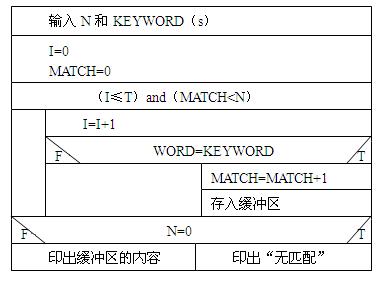 输入 N 和 KEYWORD（s）
I=0
MATCH=0
（I≤T）and（MATCH<N）
I=I+1
F WORD=KEYWORD T
MATCH=MATCH+1
存入缓冲区
F N=0 T
印出缓冲区的内容 印出“无匹配”